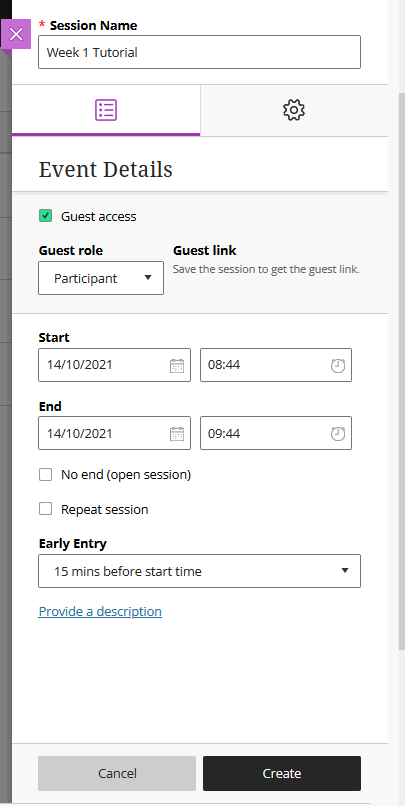 * Session Name
Week 1 Tutorial
Event Details
Guest access
Guest role
Guest link
Participant
Save the session to get the guest link.
Start
14/10/2021
08:44
End
14/10/2021
09:44
No end (open session)
Repeat session
Early Entry
15 mins before start time
Provide a description
Cancel
Create